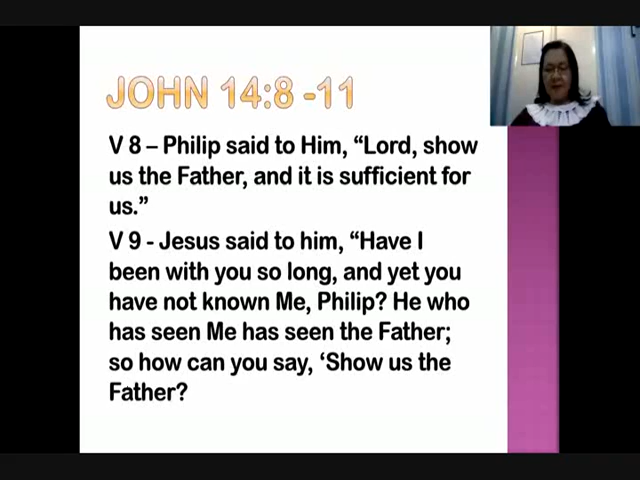 JOHN 14:8 -11
V 8 – Philip said to Him, “Lord, show
us the Father, and it is sufficient for
us.”
V 9 - Jesus said to him, “Have I
been with you so long, and yet you
have not known Me, Philip? He who
has seen Me has seen the Father;
so how can you say, ‘Show us the
Father?